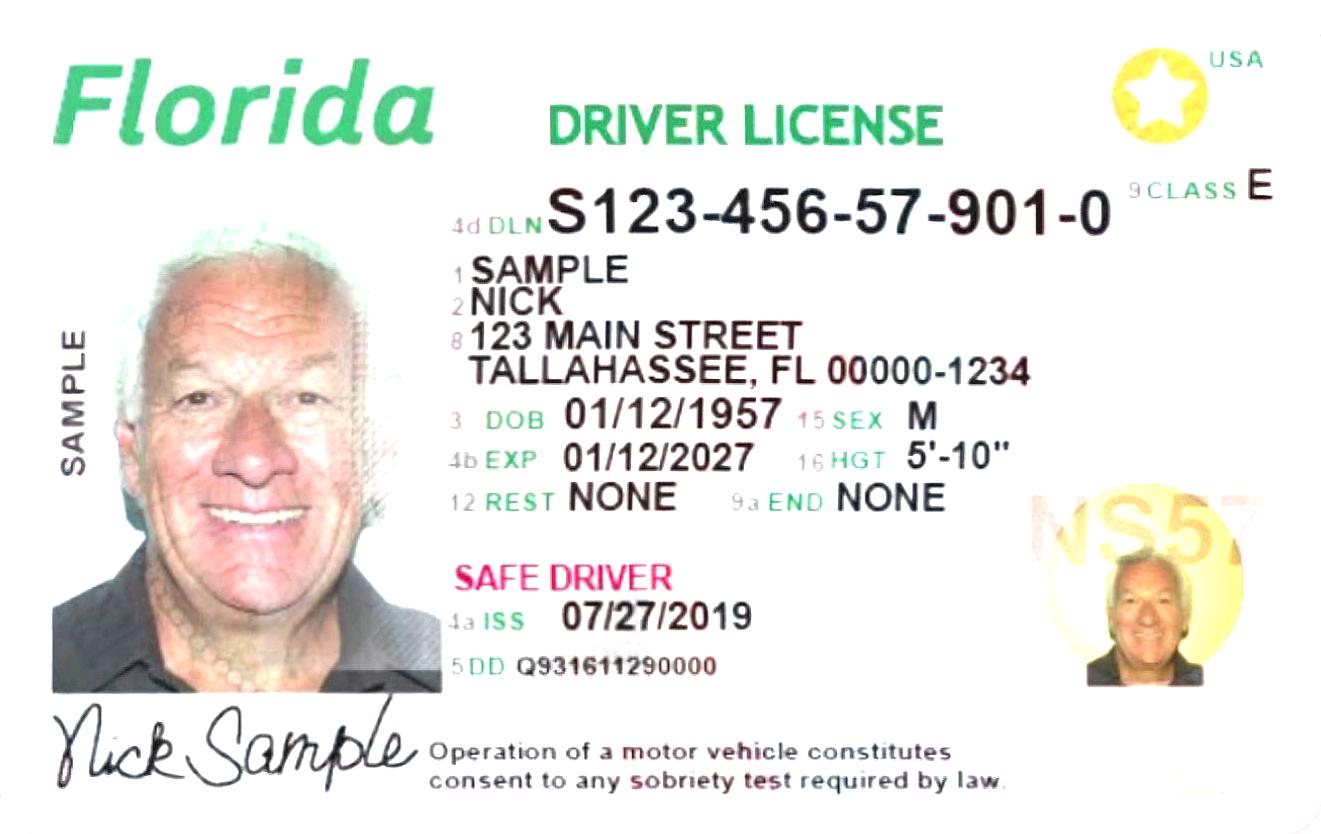 Florida
DRIVER LICENSE
USA
9 CLASS E
4d DLN S123-456-57-901-0
1 SAMPLE
2 NICK
8 123 MAIN STREET
TALLAHASSEE, FL 00000-1234
3 DOB 01/12/1957 15 SEX M
4b EXP 01/12/2027 16 HGT 5'-10"
12 REST NONE 9a END NONE
SAFE DRIVER
4a ISS 07/27/2019
5 DD Q931611290000
SAMPLE
NS57
Nick Sample
Operation of a motor vehicle constitutes
consent to any sobriety test required by law.